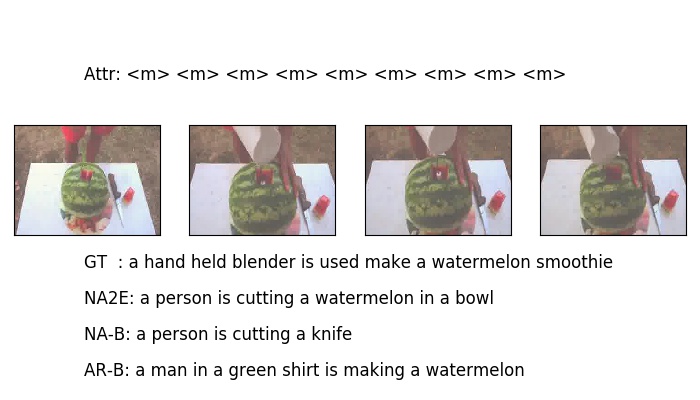 Attr: <m> <m> <m> <m> <m> <m> <m> <m> <m>
GT : a hand held blender is used make a watermelon smoothie
NA2E: a person is cutting a watermelon in a bowl
NA-B: a person is cutting a knife
AR-B: a man in a green shirt is making a watermelon